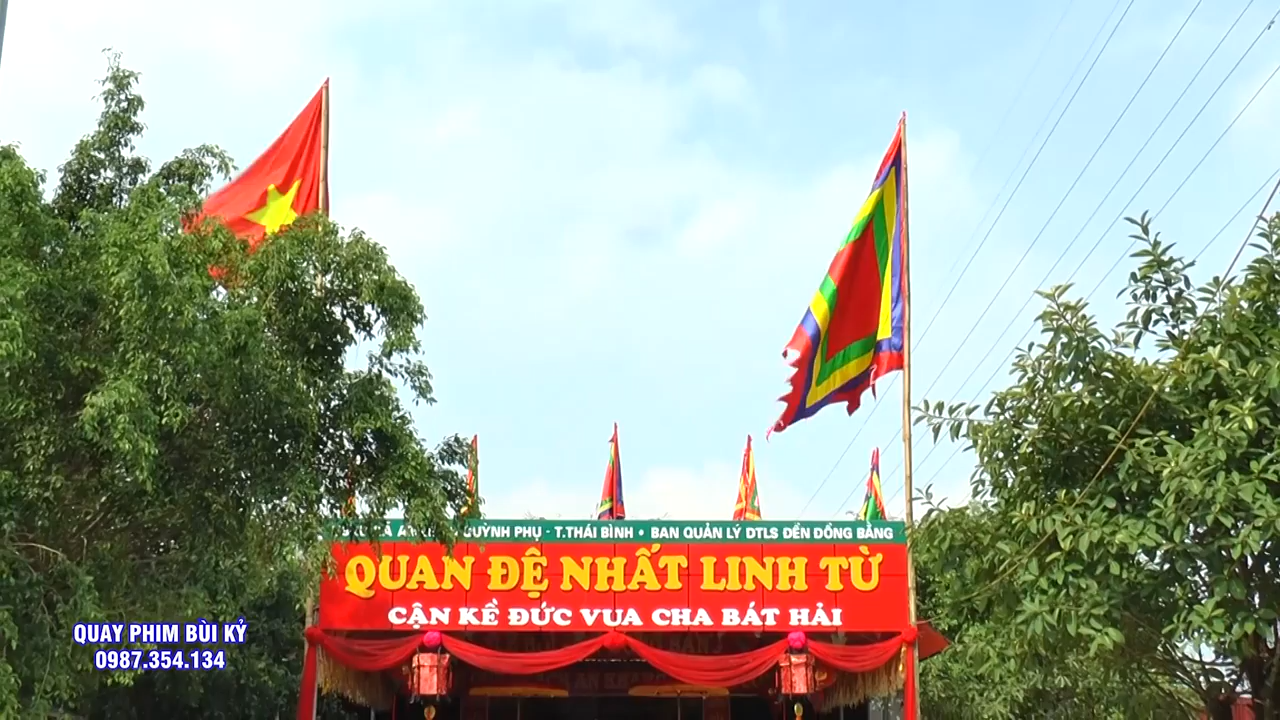 QUỲNH PHỤ - T.THÁI BÌNH • BAN QUẢN LÝ DTLS ĐỀN ĐỒNG BẰNG
QUAN ĐỆ NHẤT LINH TỪ
CẬN KỀ ĐỨC VUA CHA BÁT HẢI
QUAY PHIM BÙI KỶ
0987.354.134